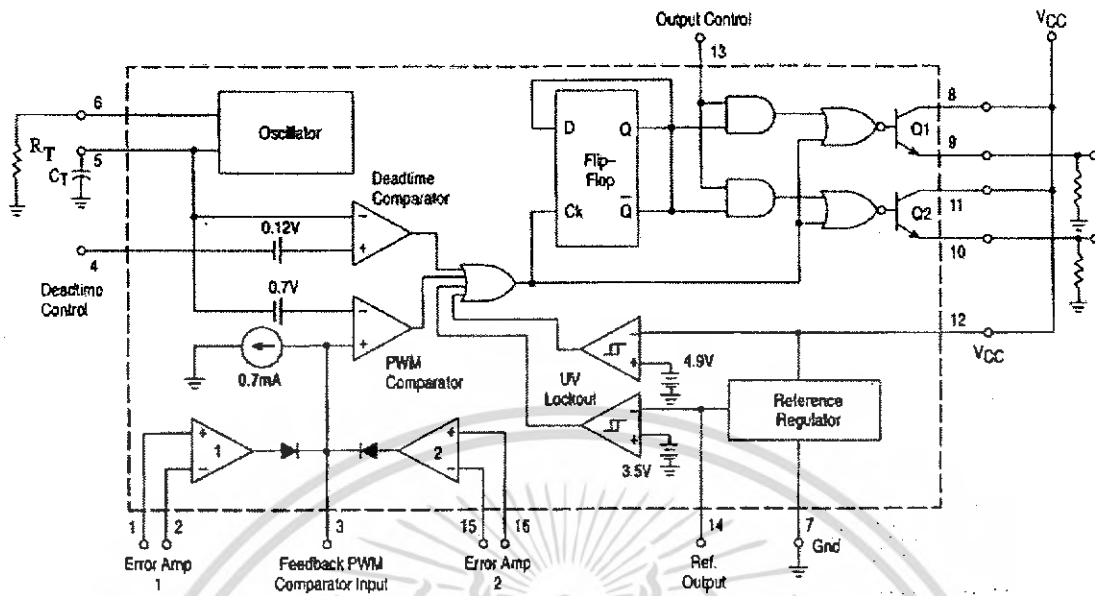 Output Control
VCC
13
6
RT
5
CT
Oscillator
D
Q
Flip-
Flop
Ck
Q̅
8
Q1
9
Q2
11
10
Deadtime
Comparator
0.12V
4
Deadtime
Control
0.7V
0.7mA
PWM
Comparator
UV
Lockout
4.9V
3.5V
12
VCC
Reference
Regulator
1
2
1
2
3
15
16
14
7
Gnd
Error Amp
1
Feedback PWM
Comparator Input
Error Amp
2
Ref.
Output